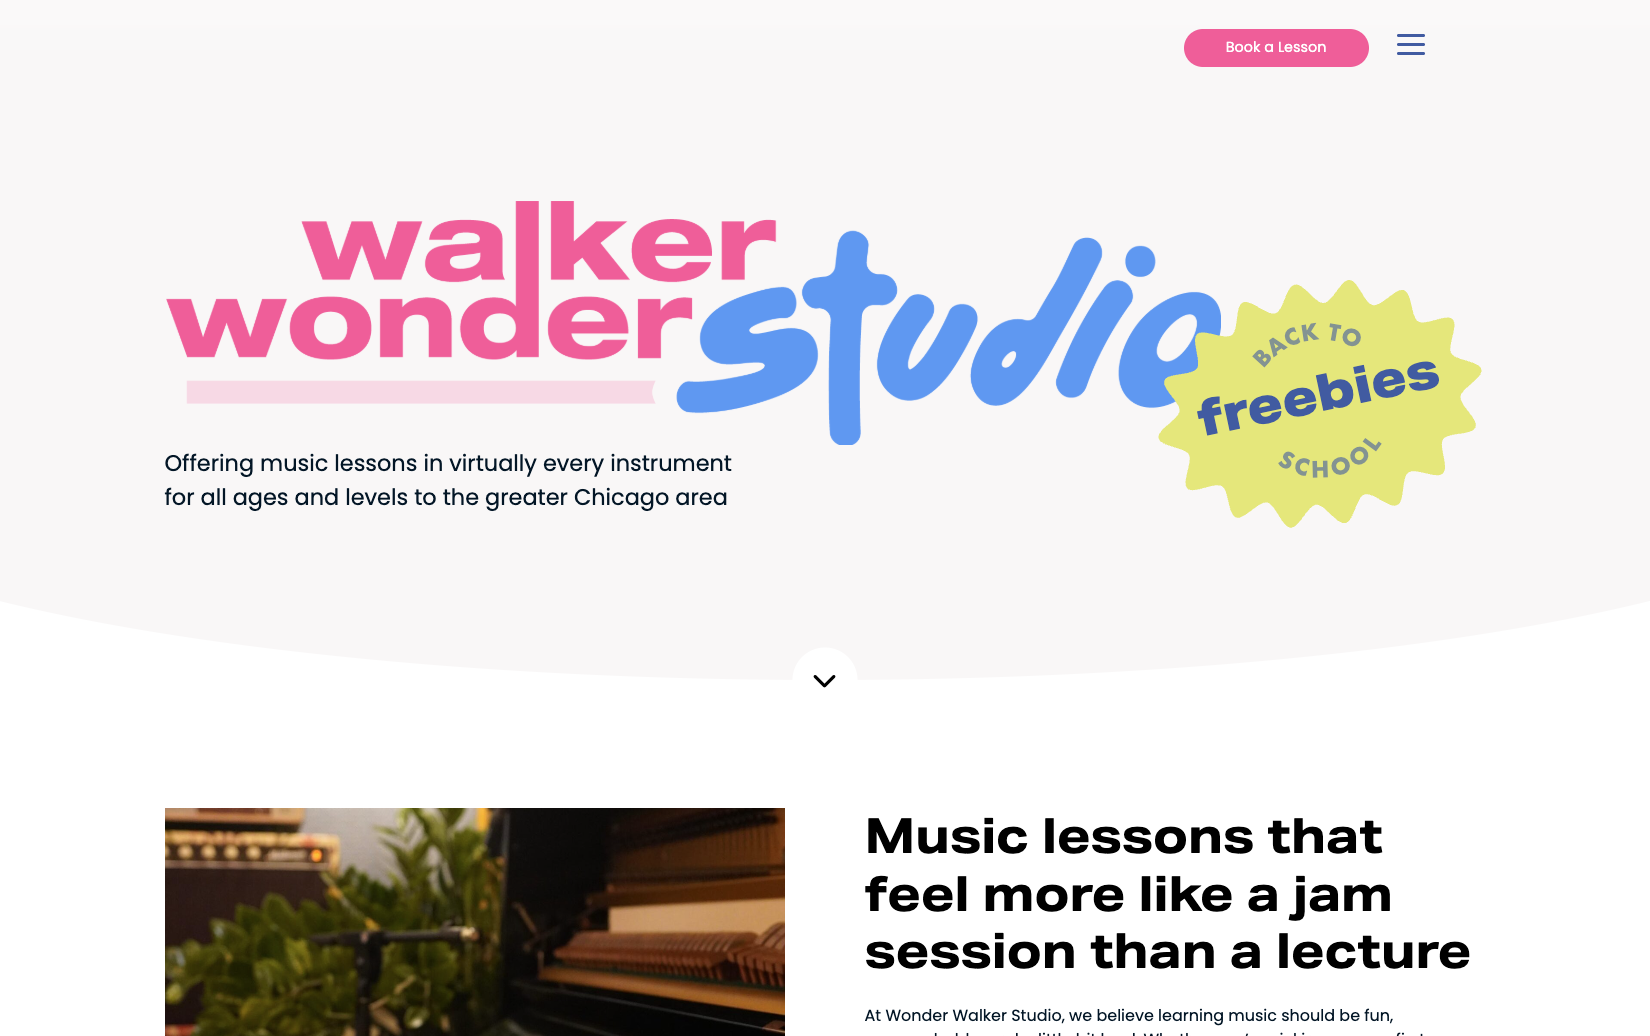 Book a Lesson
walker
wonder
studio
BACK TO
freebies
SCHOOL
Offering music lessons in virtually every instrument
for all ages and levels to the greater Chicago area
Music lessons that
feel more like a jam
session than a lecture
At Wonder Walker Studio, we believe learning music should be fun,